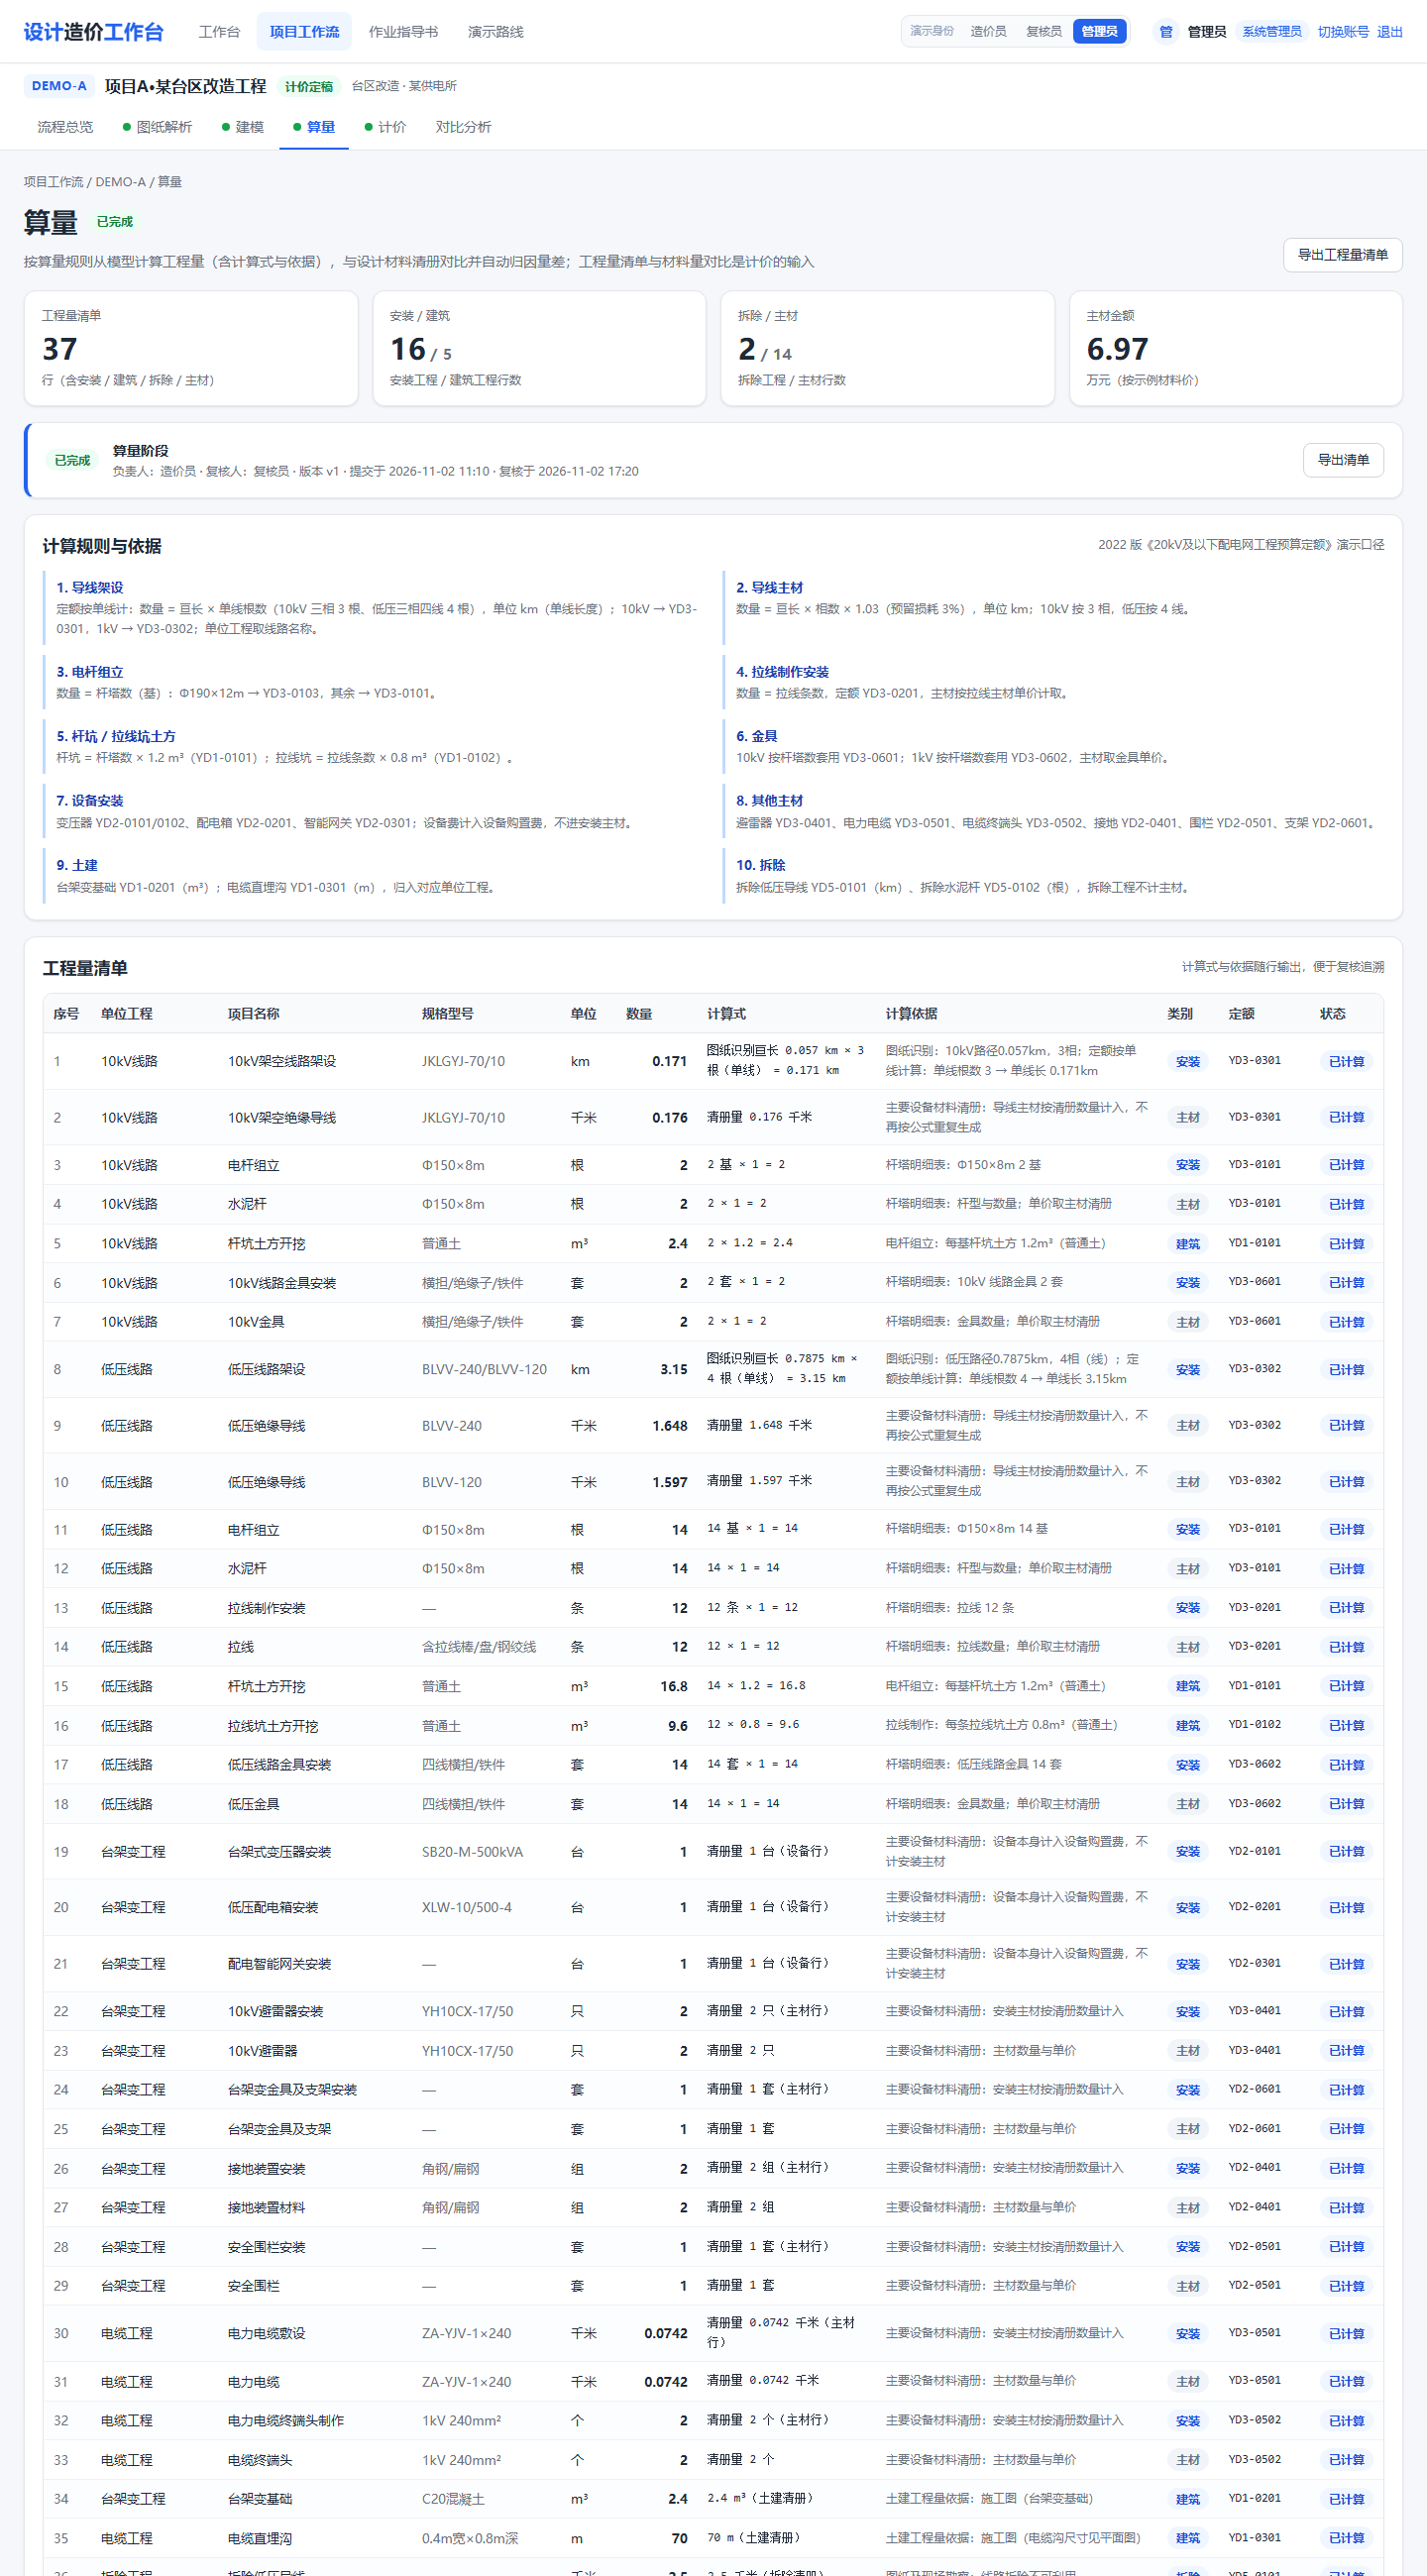 设计造价工作台 工作台 项目工作流 作业指导书 演示路线 演示身份 造价员 复核员 管理员 管 管理员 系统管理员 切换账号 退出
DEMO-A 项目A·某台区改造工程 计价定稿 台区改造 · 某供电所
流程总览 图纸解析 建模 算量 计价 对比分析
项目工作流 / DEMO-A / 算量
算量 已完成
按算量规则从模型计算工程量（含计算式与依据），与设计材料清册对比并自动归因量差；工程量清单与材料量对比是计价的输入
导出工程量清单
工程量清单
37
行（含安装 / 建筑 / 拆除 / 主材）
安装 / 建筑
16 / 5
安装工程 / 建筑工程行数
拆除 / 主材
2 / 14
拆除工程 / 主材行数
主材金额
6.97
万元（按示例材料价）
已完成 算量阶段
负责人：造价员 · 复核人：复核员 · 版本 v1 · 提交于 2026-11-02 11:10 · 复核于 2026-11-02 17:20
导出清单
计算规则与依据 2022 版《20kV及以下配电网工程预算定额》演示口径
1. 导线架设
定额按单线计：数量 = 亘长 × 单线根数（10kV 三相 3 根、低压三相四线 4 根），单位 km（单线长度）；10kV → YD3-
0301，1kV → YD3-0302；单位工程取线路名称。
2. 导线主材
数量 = 亘长 × 相数 × 1.03（预留损耗 3%），单位 km；10kV 按 3 相，低压按 4 线。
3. 电杆组立
数量 = 杆塔数（基）：Φ190×12m → YD3-0103，其余 → YD3-0101。
4. 拉线制作安装
数量 = 拉线条数，定额 YD3-0201，主材按拉线主材单价计取。
5. 杆坑 / 拉线坑土方
杆坑 = 杆塔数 × 1.2 m³（YD1-0101）；拉线坑 = 拉线条数 × 0.8 m³（YD1-0102）。
6. 金具
10kV 按杆塔数套用 YD3-0601；1kV 按杆塔数套用 YD3-0602，主材取金具单价。
7. 设备安装
变压器 YD2-0101/0102、配电箱 YD2-0201、智能网关 YD2-0301；设备费计入设备购置费，不进安装主材。
8. 其他主材
避雷器 YD3-0401、电力电缆 YD3-0501、电缆终端头 YD3-0502、接地 YD2-0401、围栏 YD2-0501、支架 YD2-0601。
9. 土建
台架变基础 YD1-0201（m³）；电缆直埋沟 YD1-0301（m），归入对应单位工程。
10. 拆除
拆除低压导线 YD5-0101（km）、拆除水泥杆 YD5-0102（根），拆除工程不计主材。
工程量清单 计算式与依据随行输出，便于复核追溯
序号 单位工程 项目名称 规格型号 单位 数量 计算式 计算依据 类别 定额 状态
1 10kV线路 10kV架空线路架设 JKLGYJ-70/10 km 0.171 图纸识别亘长 0.057 km × 3 根（单线） = 0.171 km 图纸识别：10kV路径0.057km，3相；定额按单线计算：单线根数 3 → 单线长 0.171km 安装 YD3-0301 已计算
2 10kV线路 10kV架空绝缘导线 JKLGYJ-70/10 千米 0.176 清册量 0.176 千米 主要设备材料清册：导线主材按清册数量计入，不再按公式重复生成 主材 YD3-0301 已计算
3 10kV线路 电杆组立 Φ150×8m 根 2 2 基 × 1 = 2 杆塔明细表：Φ150×8m 2 基 安装 YD3-0101 已计算
4 10kV线路 水泥杆 Φ150×8m 根 2 2 × 1 = 2 杆塔明细表：杆型与数量；单价取主材清册 主材 YD3-0101 已计算
5 10kV线路 杆坑土方开挖 普通土 m³ 2.4 2 × 1.2 = 2.4 电杆组立：每基杆坑土方 1.2m³（普通土） 建筑 YD1-0101 已计算
6 10kV线路 10kV线路金具安装 横担/绝缘子/铁件 套 2 2 套 × 1 = 2 杆塔明细表：10kV 线路金具 2 套 安装 YD3-0601 已计算
7 10kV线路 10kV金具 横担/绝缘子/铁件 套 2 2 × 1 = 2 杆塔明细表：金具数量；单价取主材清册 主材 YD3-0601 已计算
8 低压线路 低压线路架设 BLVV-240/BLVV-120 km 3.15 图纸识别亘长 0.7875 km × 4 根（单线） = 3.15 km 图纸识别：低压路径0.7875km，4相（线）；定额按单线计算：单线根数 4 → 单线长 3.15km 安装 YD3-0302 已计算
9 低压线路 低压绝缘导线 BLVV-240 千米 1.648 清册量 1.648 千米 主要设备材料清册：导线主材按清册数量计入，不再按公式重复生成 主材 YD3-0302 已计算
10 低压线路 低压绝缘导线 BLVV-120 千米 1.597 清册量 1.597 千米 主要设备材料清册：导线主材按清册数量计入，不再按公式重复生成 主材 YD3-0302 已计算
11 低压线路 电杆组立 Φ150×8m 根 14 14 基 × 1 = 14 杆塔明细表：Φ150×8m 14 基 安装 YD3-0101 已计算
12 低压线路 水泥杆 Φ150×8m 根 14 14 × 1 = 14 杆塔明细表：杆型与数量；单价取主材清册 主材 YD3-0101 已计算
13 低压线路 拉线制作安装 — 条 12 12 条 × 1 = 12 杆塔明细表：拉线 12 条 安装 YD3-0201 已计算
14 低压线路 拉线 含拉线棒/盘/钢绞线 条 12 12 × 1 = 12 杆塔明细表：拉线数量；单价取主材清册 主材 YD3-0201 已计算
15 低压线路 杆坑土方开挖 普通土 m³ 16.8 14 × 1.2 = 16.8 电杆组立：每基杆坑土方 1.2m³（普通土） 建筑 YD1-0101 已计算
16 低压线路 拉线坑土方开挖 普通土 m³ 9.6 12 × 0.8 = 9.6 拉线制作：每条拉线坑土方 0.8m³（普通土） 建筑 YD1-0102 已计算
17 低压线路 低压线路金具安装 四线横担/铁件 套 14 14 套 × 1 = 14 杆塔明细表：低压线路金具 14 套 安装 YD3-0602 已计算
18 低压线路 低压金具 四线横担/铁件 套 14 14 × 1 = 14 杆塔明细表：金具数量；单价取主材清册 主材 YD3-0602 已计算
19 台架变工程 台架式变压器安装 SB20-M-500kVA 台 1 清册量 1 台（设备行） 主要设备材料清册：设备本身计入设备购置费，不计安装主材 安装 YD2-0101 已计算
20 台架变工程 低压配电箱安装 XLW-10/500-4 台 1 清册量 1 台（设备行） 主要设备材料清册：设备本身计入设备购置费，不计安装主材 安装 YD2-0201 已计算
21 台架变工程 配电智能网关安装 — 台 1 清册量 1 台（设备行） 主要设备材料清册：设备本身计入设备购置费，不计安装主材 安装 YD2-0301 已计算
22 台架变工程 10kV避雷器安装 YH10CX-17/50 只 2 清册量 2 只（主材行） 主要设备材料清册：安装主材按清册数量计入 安装 YD3-0401 已计算
23 台架变工程 10kV避雷器 YH10CX-17/50 只 2 清册量 2 只 主要设备材料清册：主材数量与单价 主材 YD3-0401 已计算
24 台架变工程 台架变金具及支架安装 — 套 1 清册量 1 套（主材行） 主要设备材料清册：安装主材按清册数量计入 安装 YD2-0601 已计算
25 台架变工程 台架变金具及支架 — 套 1 清册量 1 套 主要设备材料清册：主材数量与单价 主材 YD2-0601 已计算
26 台架变工程 接地装置安装 角钢/扁钢 组 2 清册量 2 组（主材行） 主要设备材料清册：安装主材按清册数量计入 安装 YD2-0401 已计算
27 台架变工程 接地装置材料 角钢/扁钢 组 2 清册量 2 组 主要设备材料清册：主材数量与单价 主材 YD2-0401 已计算
28 台架变工程 安全围栏安装 — 套 1 清册量 1 套（主材行） 主要设备材料清册：安装主材按清册数量计入 安装 YD2-0501 已计算
29 台架变工程 安全围栏 — 套 1 清册量 1 套 主要设备材料清册：主材数量与单价 主材 YD2-0501 已计算
30 电缆工程 电力电缆敷设 ZA-YJV-1×240 千米 0.0742 清册量 0.0742 千米（主材行） 主要设备材料清册：安装主材按清册数量计入 安装 YD3-0501 已计算
31 电缆工程 电力电缆 ZA-YJV-1×240 千米 0.0742 清册量 0.0742 千米 主要设备材料清册：主材数量与单价 主材 YD3-0501 已计算
32 电缆工程 电力电缆终端头制作 1kV 240mm² 个 2 清册量 2 个（主材行） 主要设备材料清册：安装主材按清册数量计入 安装 YD3-0502 已计算
33 电缆工程 电缆终端头 1kV 240mm² 个 2 清册量 2 个 主要设备材料清册：主材数量与单价 主材 YD3-0502 已计算
34 台架变工程 台架变基础 C20混凝土 m³ 2.4 2.4 m³（土建清册） 土建工程量依据：施工图（台架变基础） 建筑 YD1-0201 已计算
35 电缆工程 电缆直埋沟 0.4m宽×0.8m深 m 70 70 m（土建清册） 土建工程量依据：施工图（电缆沟尺寸见平面图） 建筑 YD1-0301 已计算